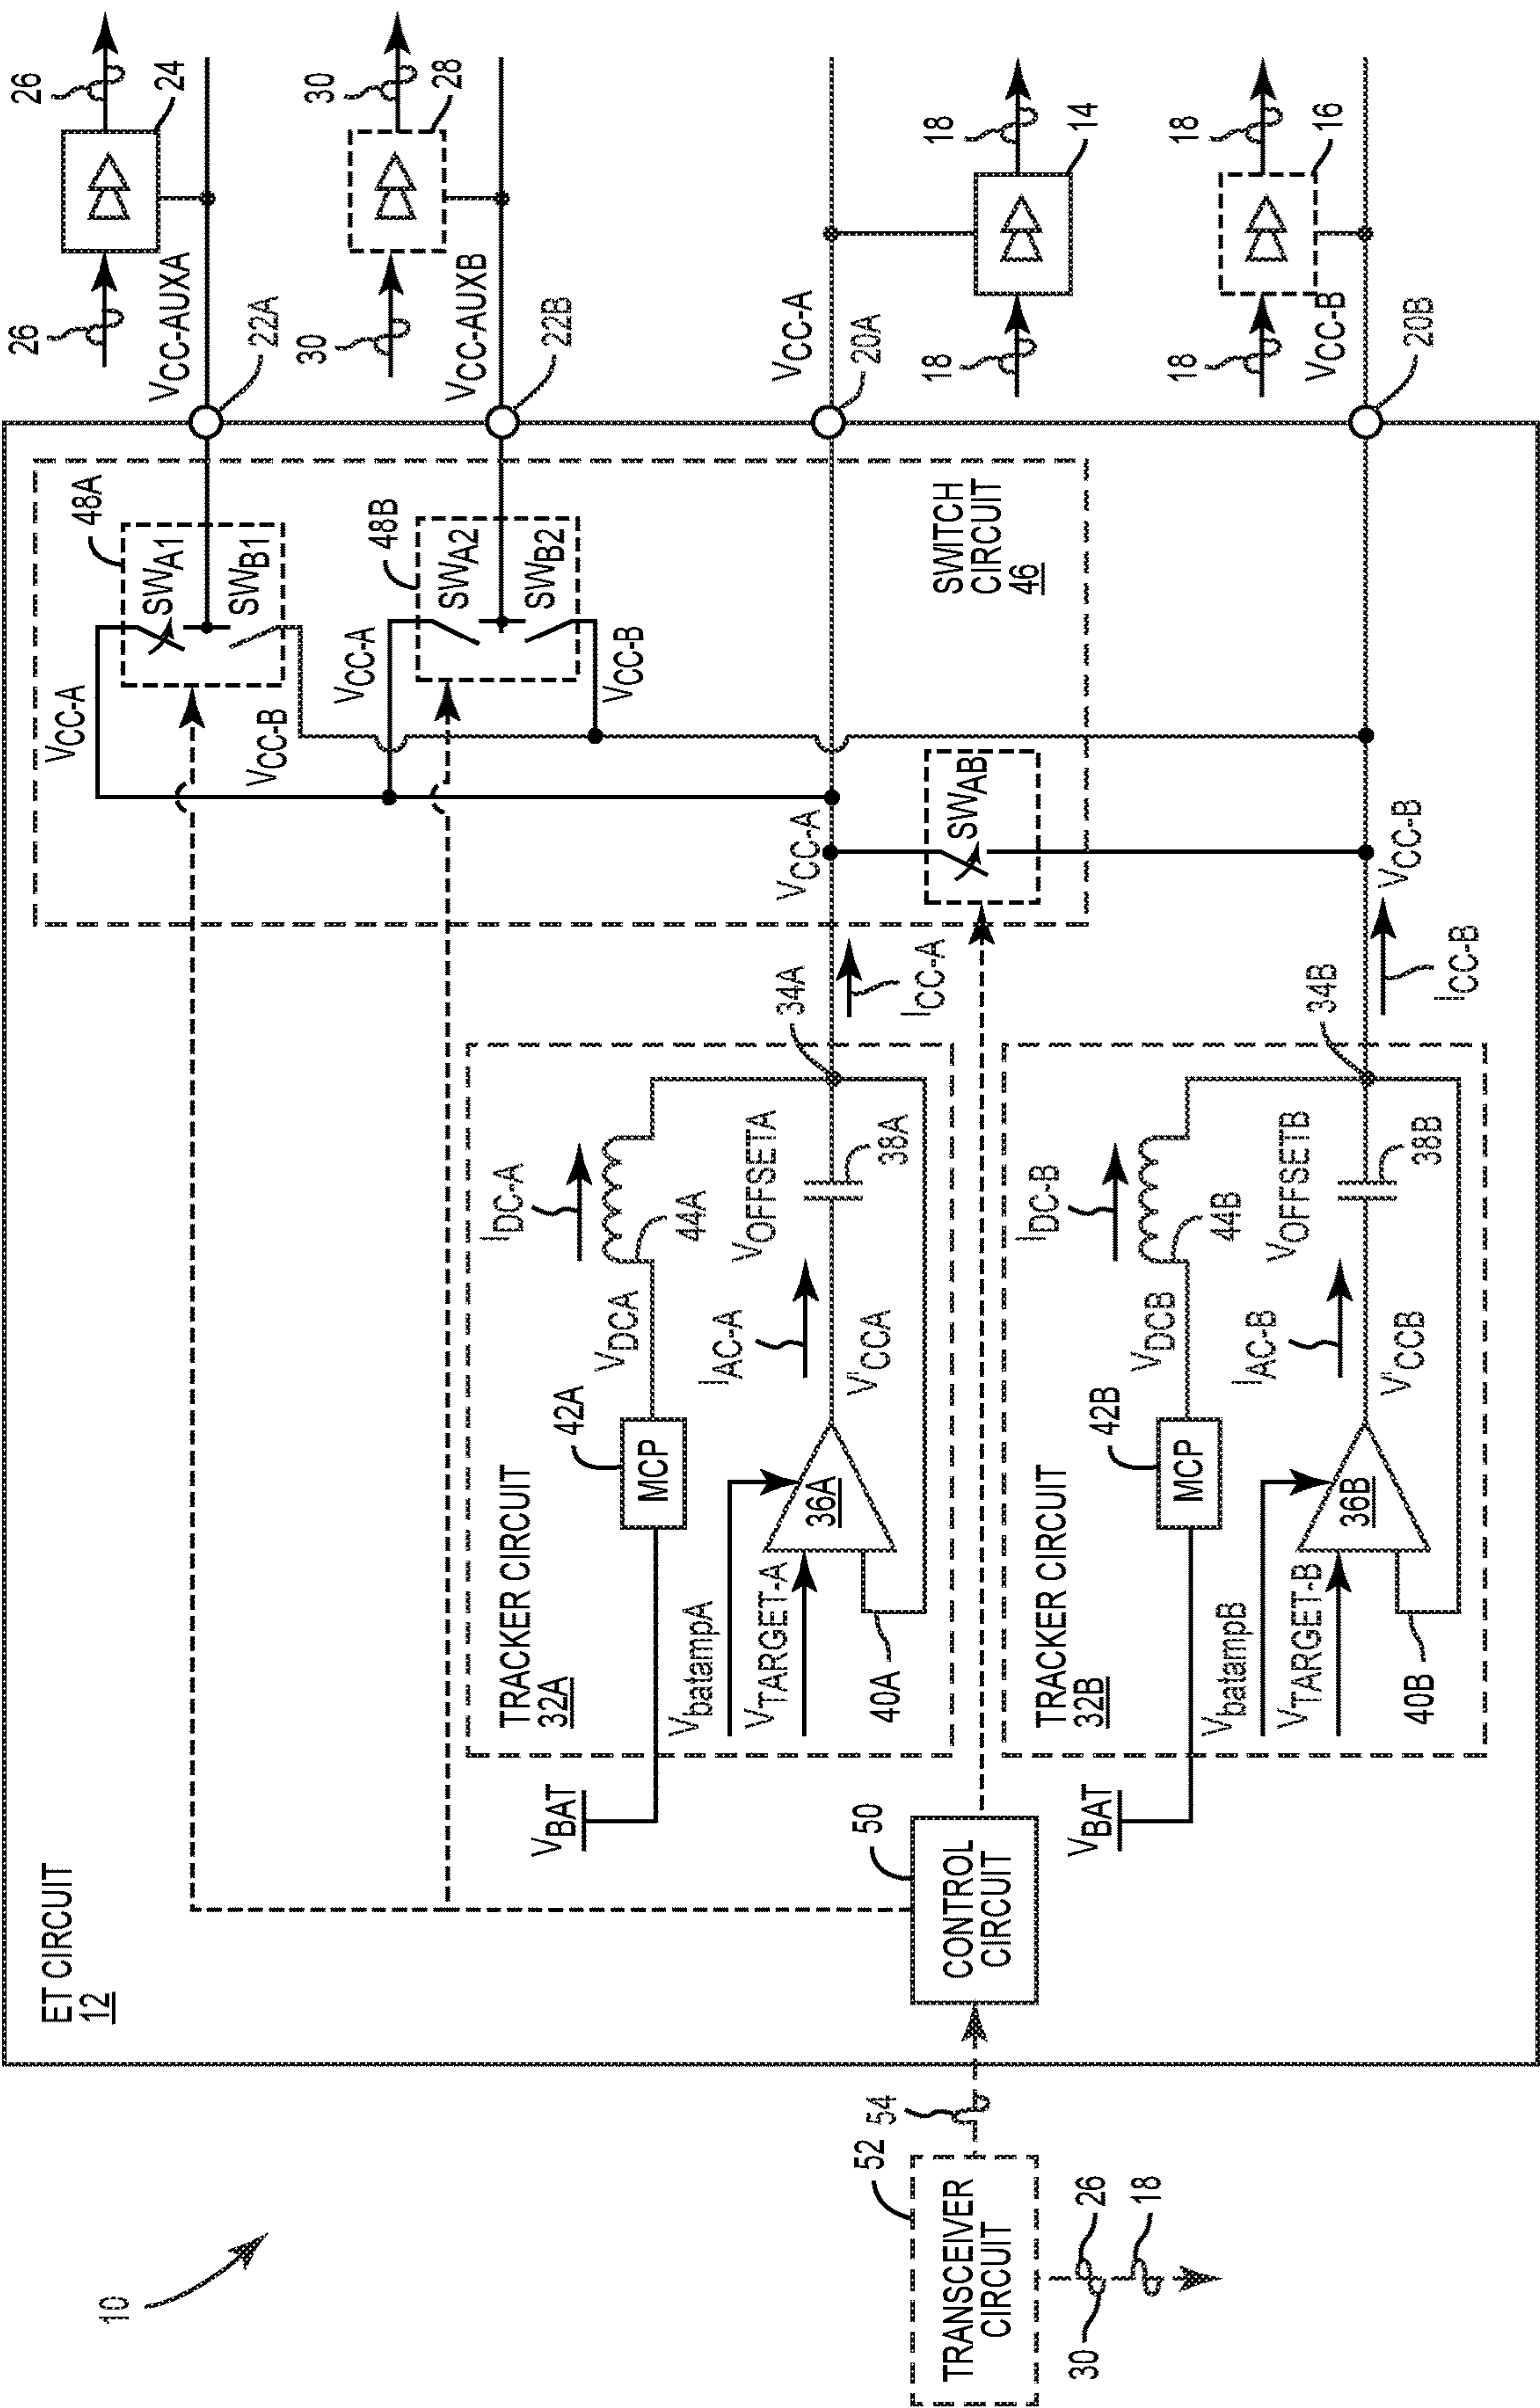 10
ET CIRCUIT
12
TRANSCEIVER
CIRCUIT
52
54
26
18
30
CONTROL
CIRCUIT
50
VBAT
VBAT
TRACKER CIRCUIT
32A
MCP
42A
VDCA
44A
IDC-A
VbatampA
VTARGET-A
36A
40A
IAC-A
V'CCA
VOFFSETA
38A
34A
ICC-A
TRACKER CIRCUIT
32B
MCP
42B
VDCB
44B
IDC-B
VbatampB
VTARGET-B
36B
40B
IAC-B
V'CCB
VOFFSETB
38B
34B
ICC-B
SWITCH
CIRCUIT
46
48A
SWA1
SWB1
VCC-A
VCC-B
48B
SWA2
SWB2
VCC-A
VCC-B
VCC-A
SWAB
VCC-B
22A
VCC-AUXA
26
26
24
22B
VCC-AUXB
30
30
28
20A
VCC-A
18
18
14
20B
VCC-B
18
18
16